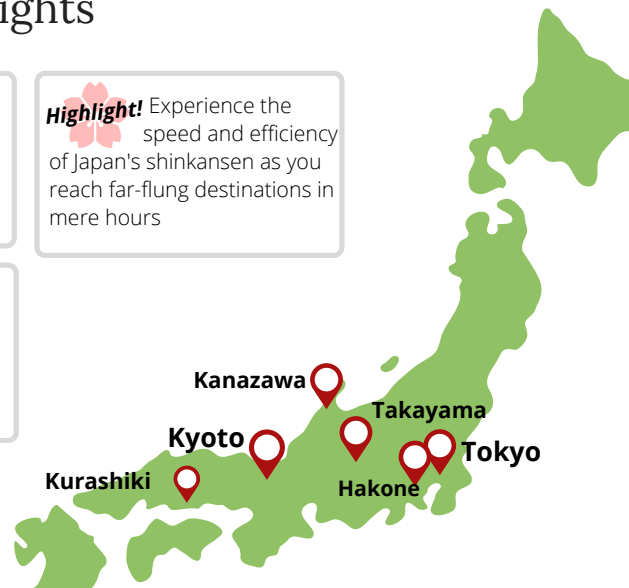 ights
Highlight! Experience the
speed and efficiency
of Japan's shinkansen as you
reach far-flung destinations in
mere hours
Kanazawa
Takayama
Kyoto
Tokyo
Kurashiki
Hakone